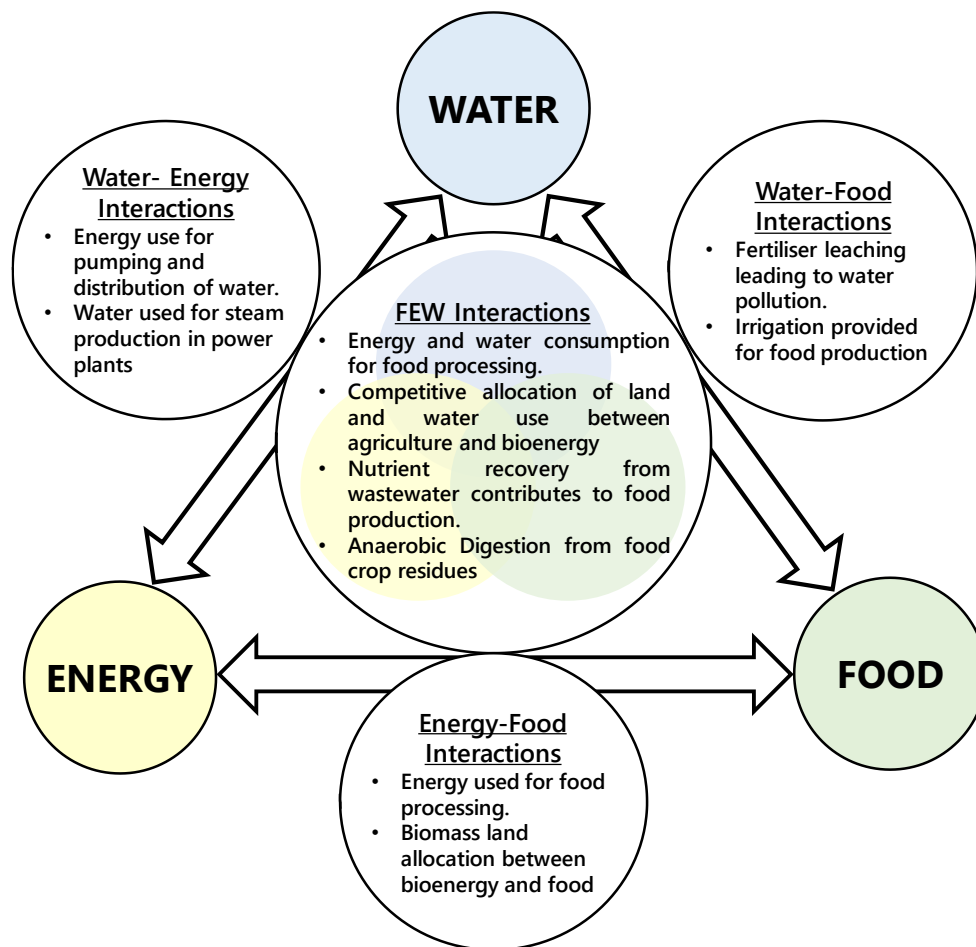 WATER
Water- Energy
Interactions
• Energy use for
pumping and
distribution of water.
• Water used for steam
production in power
plants
Water-Food
Interactions
• Fertiliser leaching
leading to water
pollution.
• Irrigation provided
for food production
FEW Interactions
• Energy and water consumption
for food processing.
• Competitive allocation of land
and water use between
agriculture and bioenergy
• Nutrient recovery from
wastewater contributes to food
production.
• Anaerobic Digestion from food
crop residues
ENERGY
FOOD
Energy-Food
Interactions
• Energy used for food
processing.
• Biomass land
allocation between
bioenergy and food